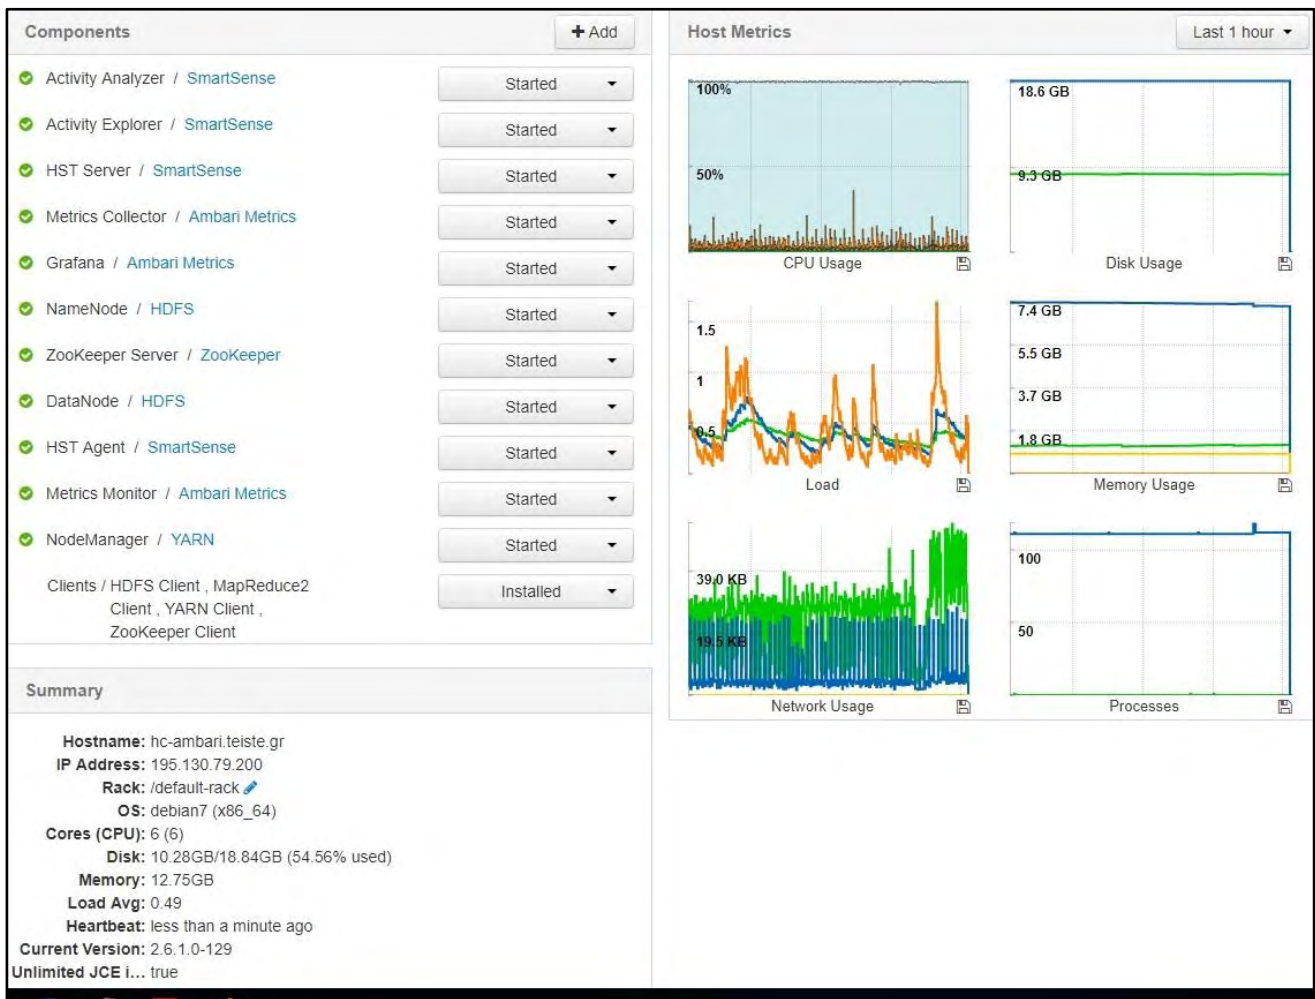 Components
+ Add
Activity Analyzer / SmartSense
Started
Activity Explorer / SmartSense
Started
HST Server / SmartSense
Started
Metrics Collector / Ambari Metrics
Started
Grafana / Ambari Metrics
Started
NameNode / HDFS
Started
ZooKeeper Server / ZooKeeper
Started
DataNode / HDFS
Started
HST Agent / SmartSense
Started
Metrics Monitor / Ambari Metrics
Started
NodeManager / YARN
Started
Clients / HDFS Client , MapReduce2
Client , YARN Client ,
ZooKeeper Client
Installed
Summary
Hostname: hc-ambari.teiste.gr
IP Address: 195.130.79.200
Rack: /default-rack
OS: debian7 (x86_64)
Cores (CPU): 6 (6)
Disk: 10.28GB/18.84GB (54.56% used)
Memory: 12.75GB
Load Avg: 0.49
Heartbeat: less than a minute ago
Current Version: 2.6.1.0-129
Unlimited JCE i... true
Host Metrics
Last 1 hour
100%
50%
CPU Usage
18.6 GB
9.3 GB
Disk Usage
1.5
1
0.5
Load
7.4 GB
5.5 GB
3.7 GB
1.8 GB
Memory Usage
39.0 KB
19.5 KB
Network Usage
100
50
Processes